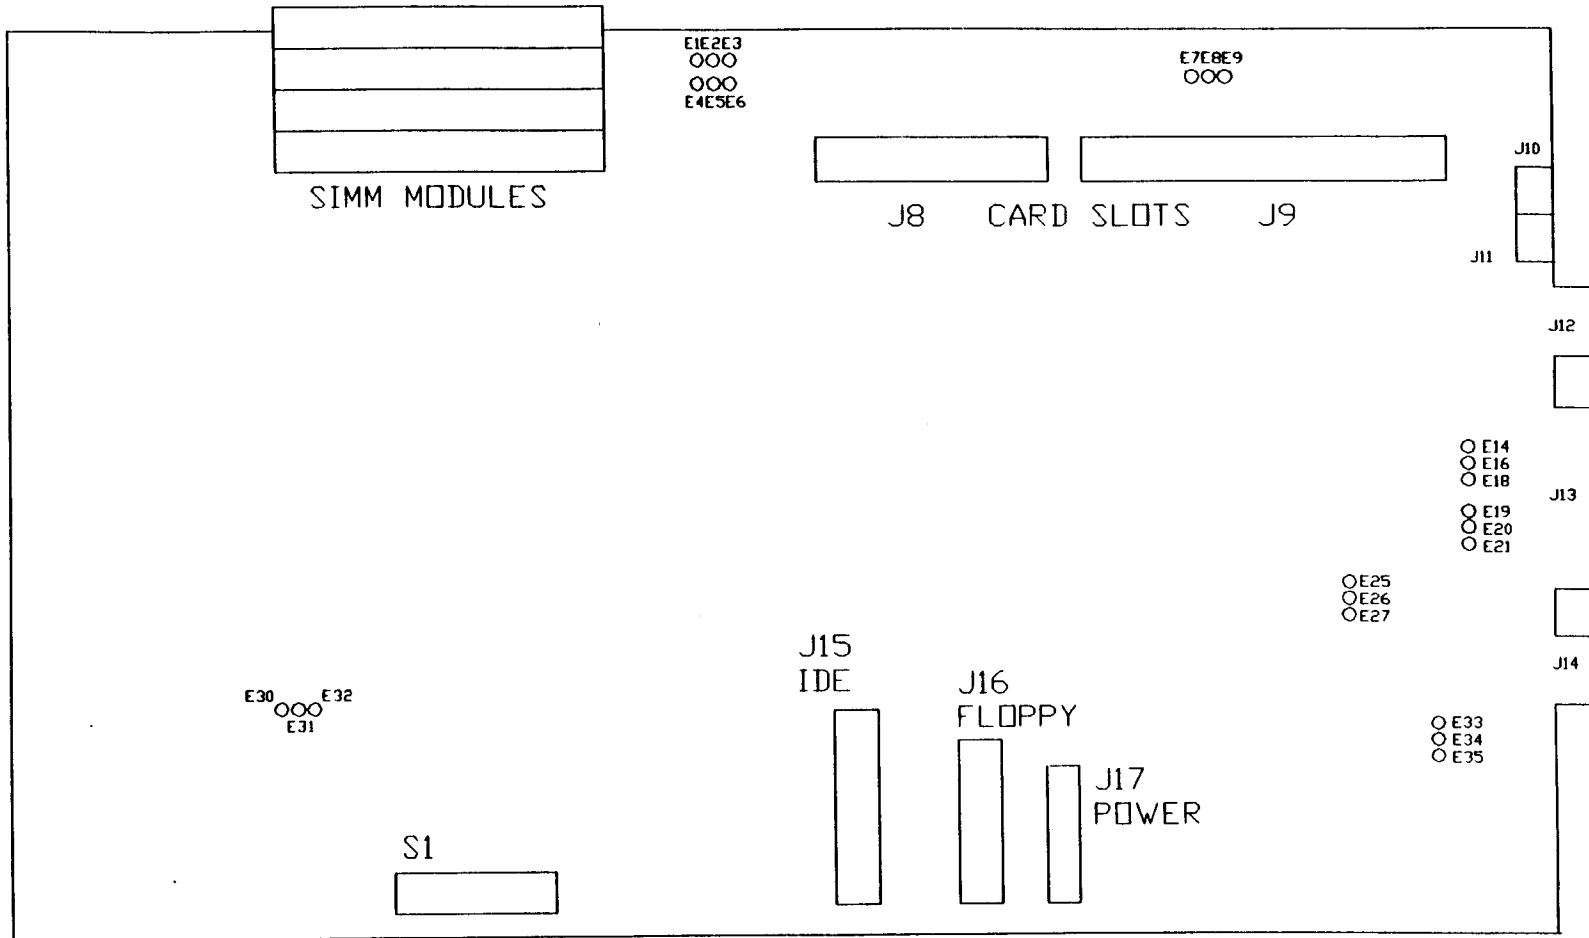 E1E2E3
E4E5E6
E7E8E9
SIMM MODULES
J8 CARD SLOTS J9
J10
J11
J12
E14
E16
E18
J13
E19
E20
E21
E25
E26
E27
J14
J15
IDE
J16
FLOPPY
E30 E32
E31
E33
E34
E35
J17
POWER
S1